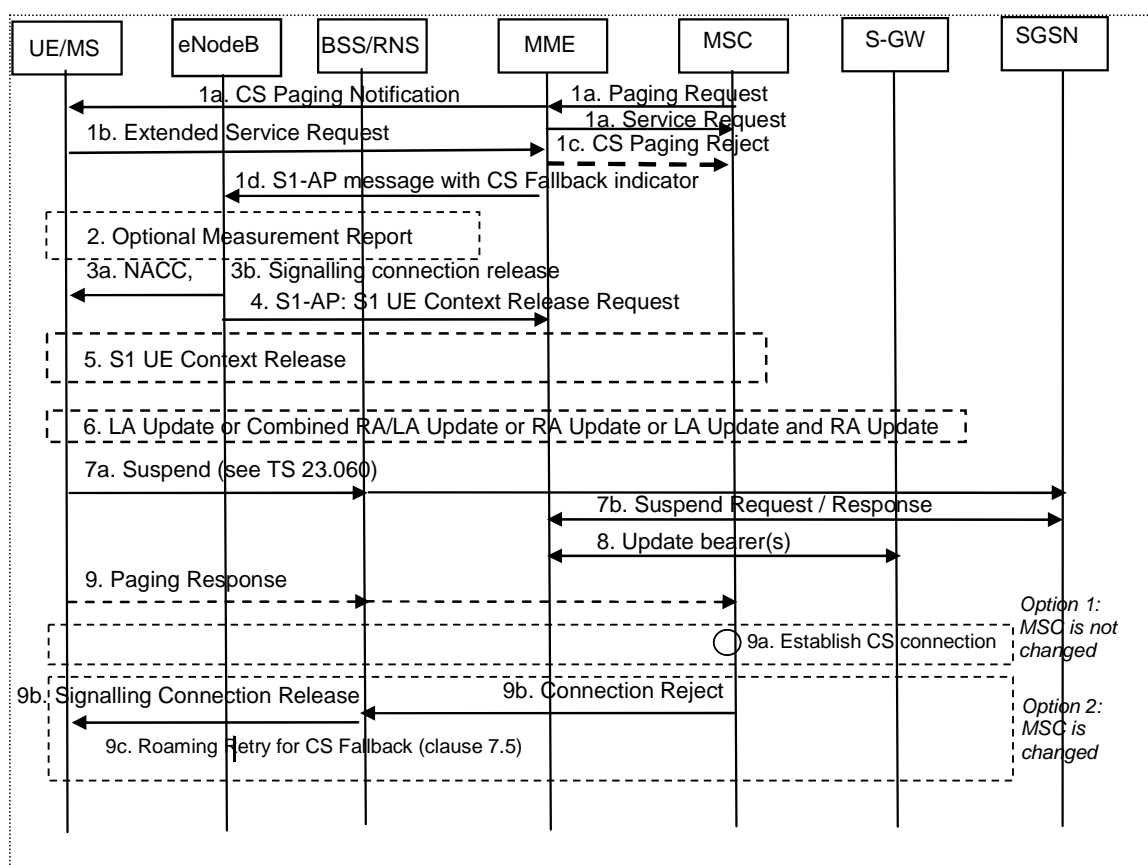 UE/MS eNodeB BSS/RNS MME MSC S-GW SGSN
1a. CS Paging Notification 1a. Paging Request
1a. Service Request
1b. Extended Service Request
1c. CS Paging Reject
1d. S1-AP message with CS Fallback indicator
2. Optional Measurement Report
3a. NACC, 3b. Signalling connection release
4. S1-AP: S1 UE Context Release Request
5. S1 UE Context Release
6. LA Update or Combined RA/LA Update or RA Update or LA Update and RA Update
7a. Suspend (see TS 23.060)
7b. Suspend Request / Response
8. Update bearer(s)
9. Paging Response
Option 1:
MSC is not
changed
9a. Establish CS connection
9b. Signalling Connection Release 9b. Connection Reject
Option 2:
MSC is
changed
9c. Roaming Retry for CS Fallback (clause 7.5)